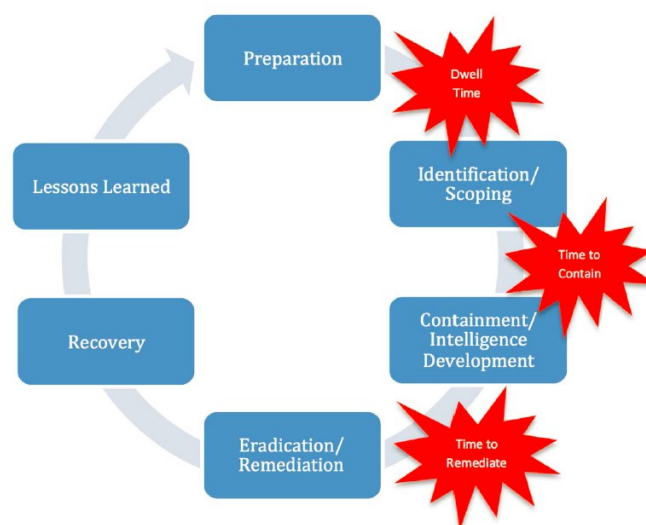 Preparation
Dwell
Time
Identification/
Scoping
Time to
Contain
Containment/
Intelligence
Development
Time to
Remediate
Eradication/
Remediation
Recovery
Lessons Learned